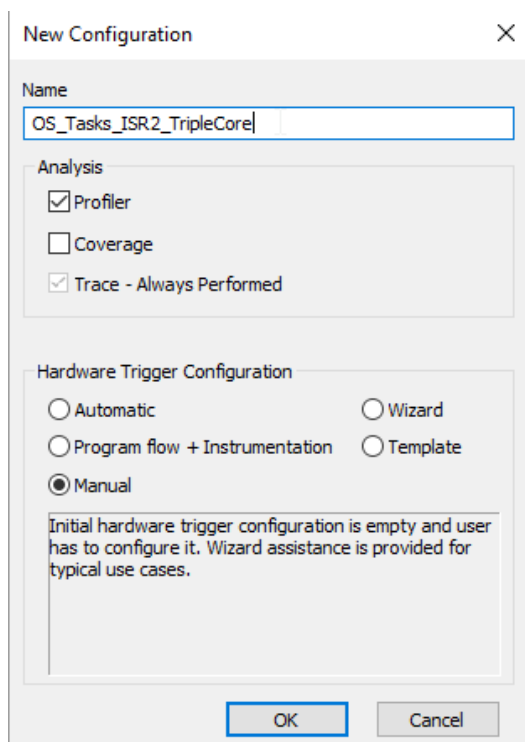 New Configuration
Name
OS_Tasks_ISR2_TripleCore
Analysis
Profiler
Coverage
Trace - Always Performed
Hardware Trigger Configuration
Automatic
Wizard
Program flow + Instrumentation
Template
Manual
Initial hardware trigger configuration is empty and user
has to configure it. Wizard assistance is provided for
typical use cases.
OK
Cancel